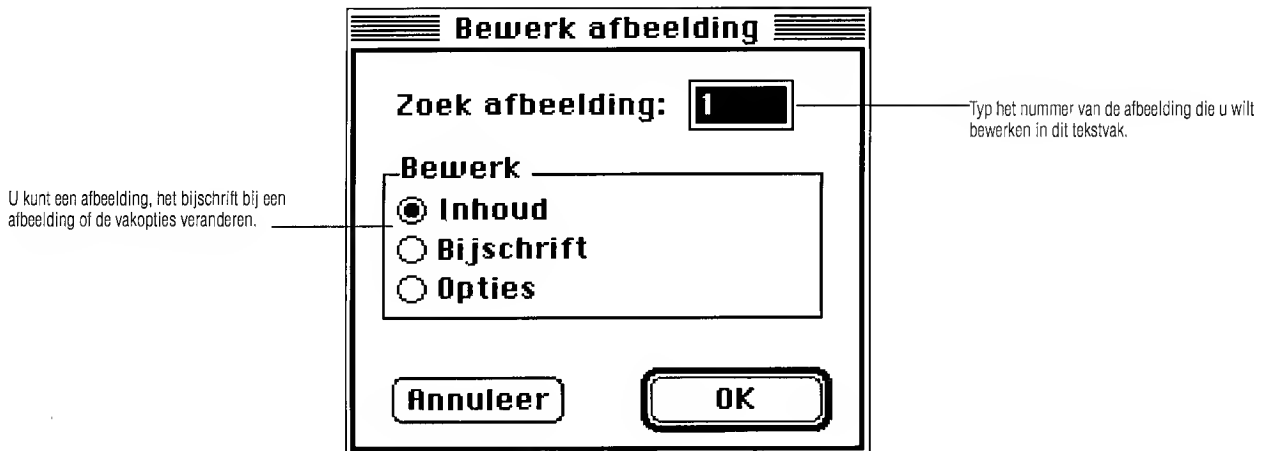 Bewerk afbeelding
Zoek afbeelding: 1
Typ het nummer van de afbeelding die u wilt
bewerken in dit tekstvak.
U kunt een afbeelding, het bijschrift bij een
afbeelding of de vakopties veranderen.
Bewerk
Inhoud
Bijschrift
Opties
Annuleer
OK